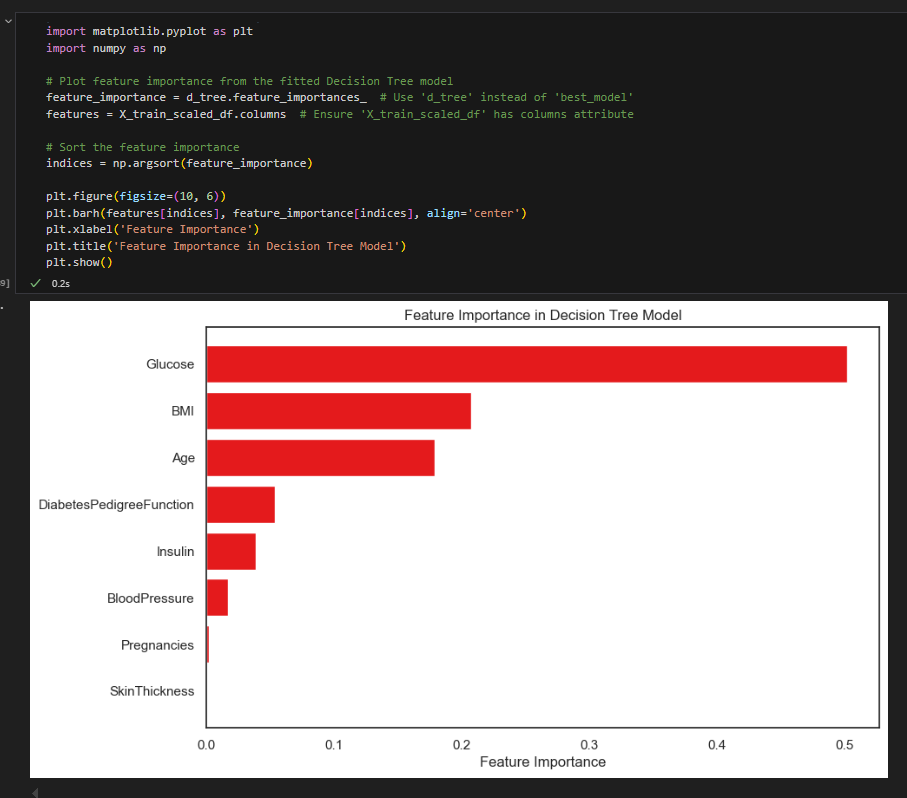 import matplotlib.pyplot as plt
import numpy as np
# Plot feature importance from the fitted Decision Tree model
feature_importance = d_tree.feature_importances_  # Use 'd_tree' instead of 'best_model'
features = X_train_scaled_df.columns  # Ensure 'X_train_scaled_df' has columns attribute
# Sort the feature importance
indices = np.argsort(feature_importance)
plt.figure(figsize=(10, 6))
plt.barh(features[indices], feature_importance[indices], align='center')
plt.xlabel('Feature Importance')
plt.title('Feature Importance in Decision Tree Model')
plt.show()
9]
0.2s
Feature Importance in Decision Tree Model
Glucose
BMI
Age
DiabetesPedigreeFunction
Insulin
BloodPressure
Pregnancies
SkinThickness
0.0 0.1 0.2 0.3 0.4 0.5
Feature Importance